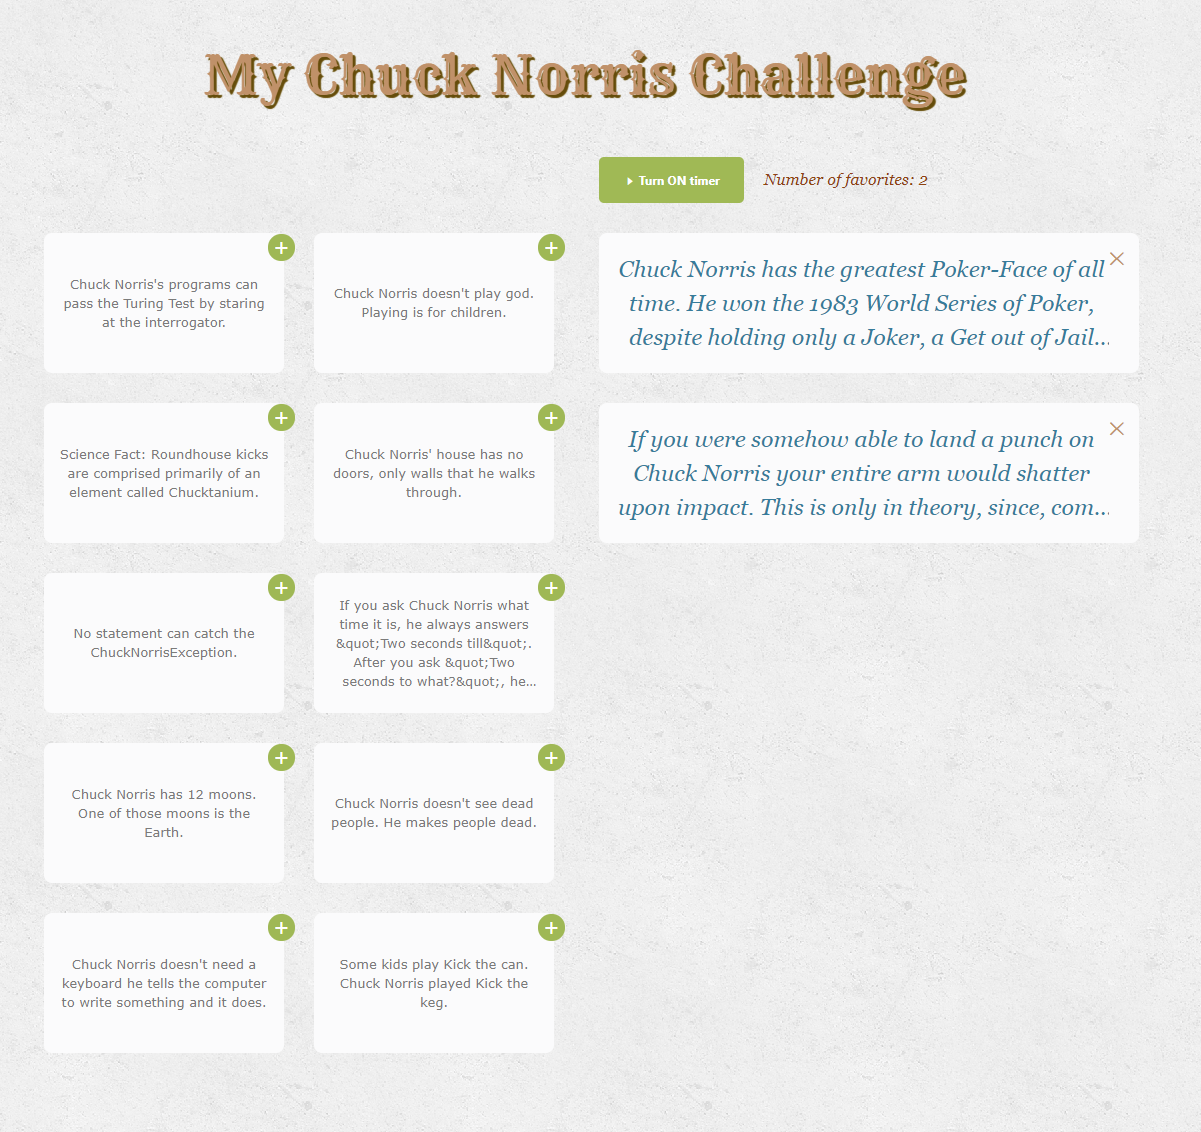 My Chuck Norris Challenge
Turn ON timer
Number of favorites: 2
Chuck Norris's programs can
pass the Turing Test by staring
at the interrogator.
Chuck Norris doesn't play god.
Playing is for children.
Science Fact: Roundhouse kicks
are comprised primarily of an
element called Chucktanium.
Chuck Norris' house has no
doors, only walls that he walks
through.
No statement can catch the
ChuckNorrisException.
If you ask Chuck Norris what
time it is, he always answers
&quot;Two seconds till&quot;.
After you ask &quot;Two
seconds to what?&quot;, he...
Chuck Norris has 12 moons.
One of those moons is the
Earth.
Chuck Norris doesn't see dead
people. He makes people dead.
Chuck Norris doesn't need a
keyboard he tells the computer
to write something and it does.
Some kids play Kick the can.
Chuck Norris played Kick the
keg.
Chuck Norris has the greatest Poker-Face of all
time. He won the 1983 World Series of Poker,
despite holding only a Joker, a Get out of Jail...
If you were somehow able to land a punch on
Chuck Norris your entire arm would shatter
upon impact. This is only in theory, since, com...